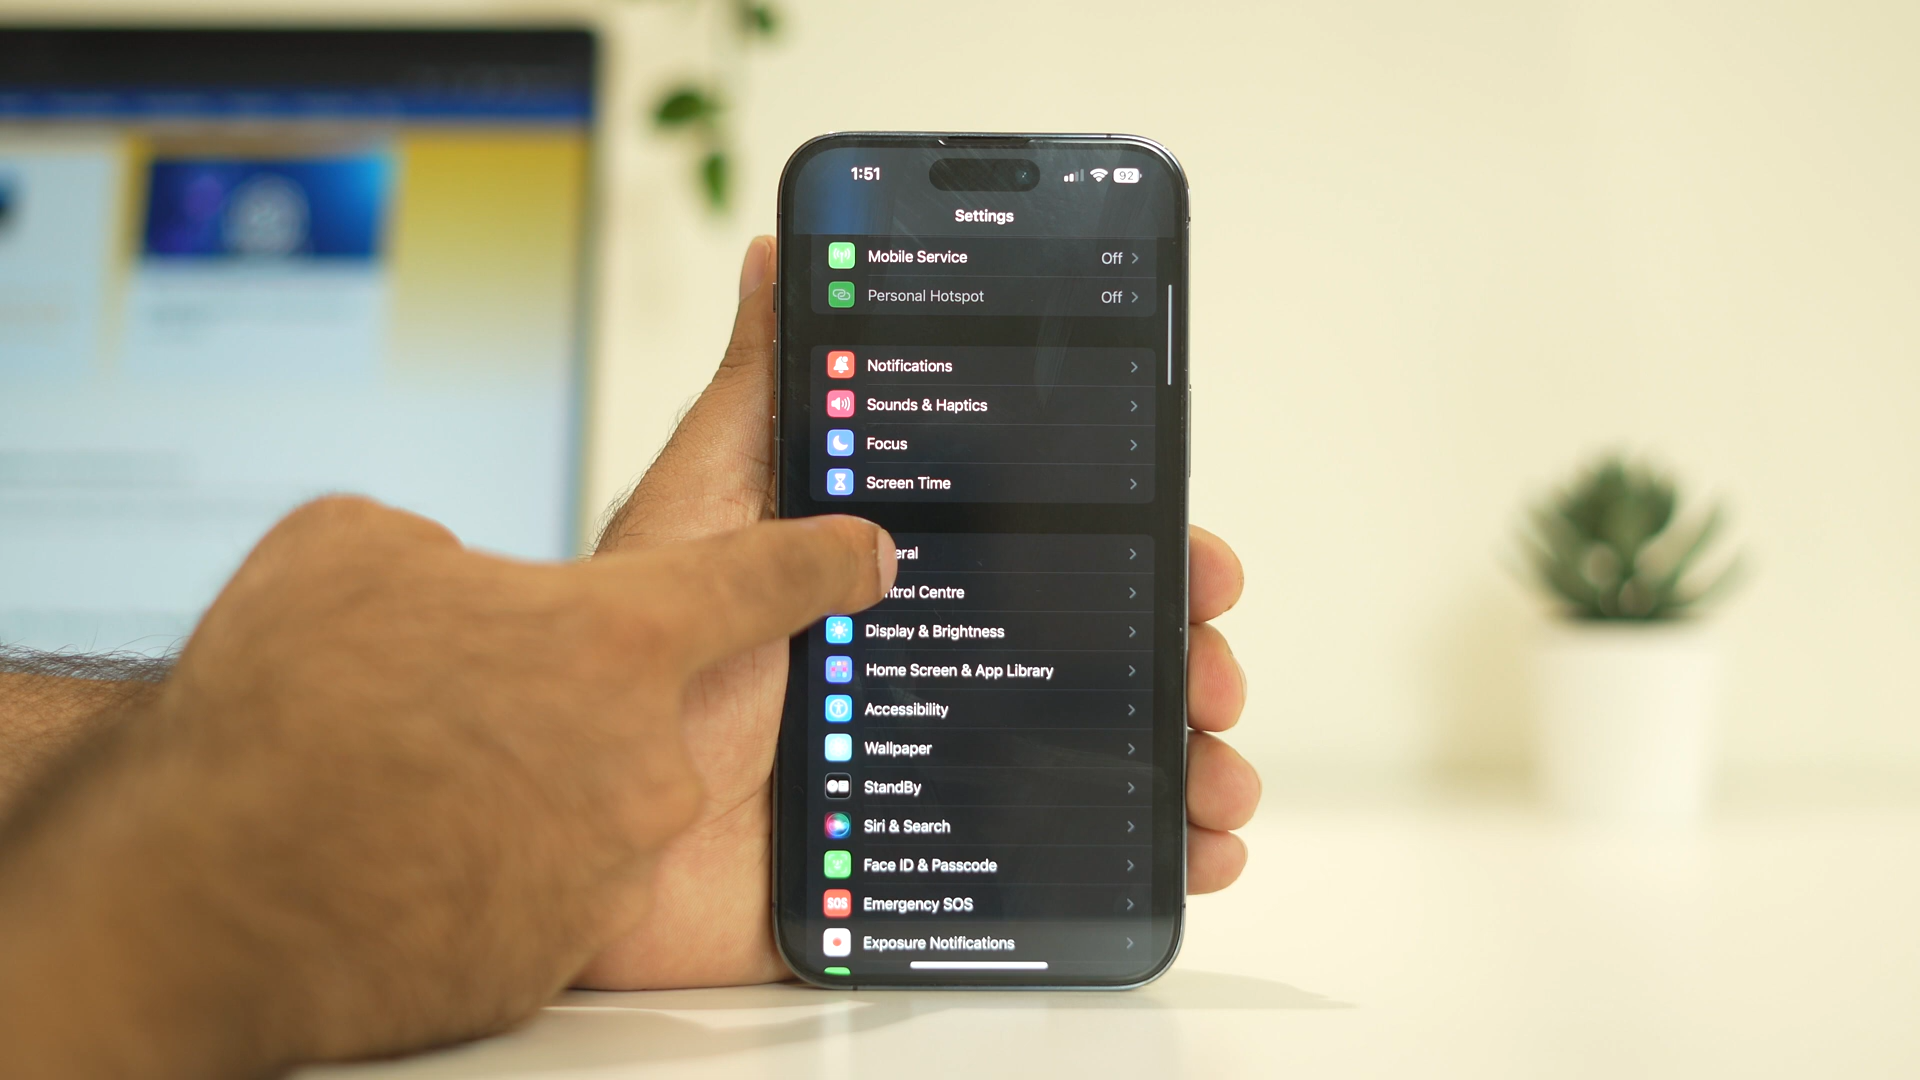 1:51
92
Settings
Mobile Service Off
Personal Hotspot Off
Notifications
Sounds & Haptics
Focus
Screen Time
eral
ntrol Centre
Display & Brightness
Home Screen & App Library
Accessibility
Wallpaper
StandBy
Siri & Search
Face ID & Passcode
SOS Emergency SOS
Exposure Notifications